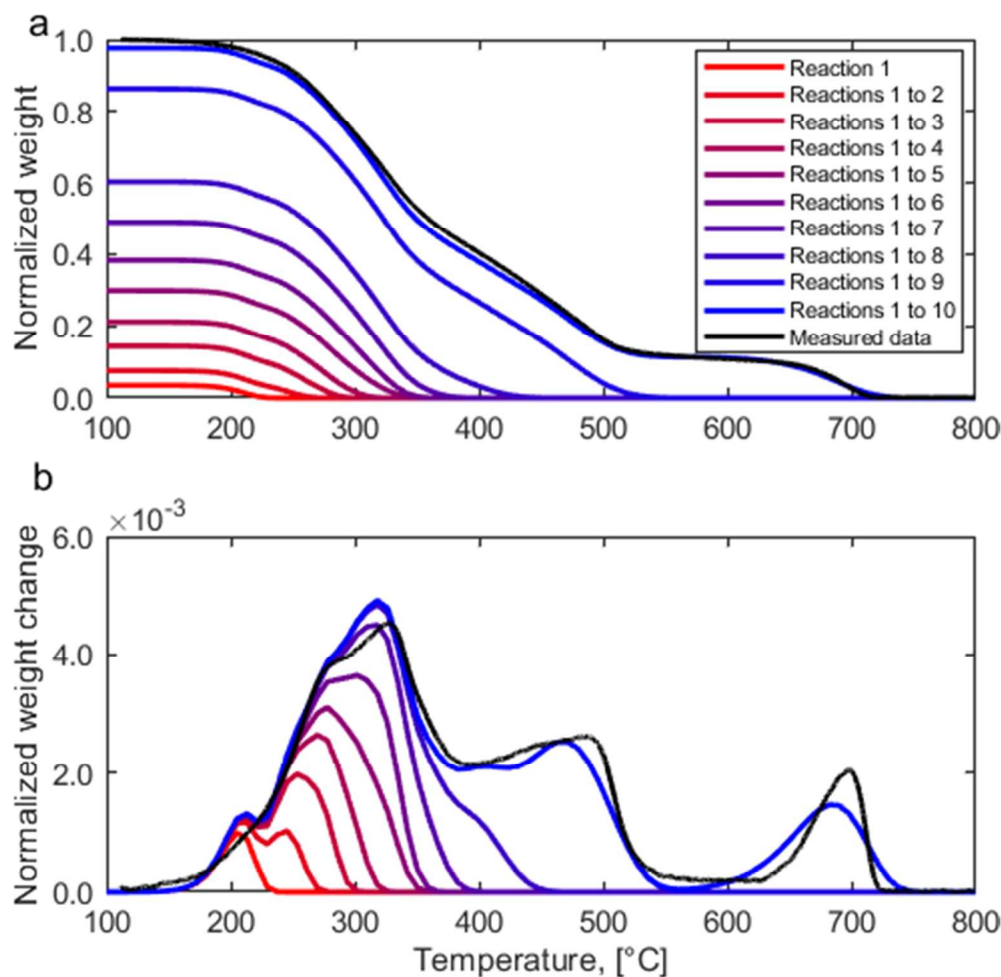 a
Normalized weight
1.0
0.8
0.6
0.4
0.2
0.0
100 200 300 400 500 600 700 800
Reaction 1
Reactions 1 to 2
Reactions 1 to 3
Reactions 1 to 4
Reactions 1 to 5
Reactions 1 to 6
Reactions 1 to 7
Reactions 1 to 8
Reactions 1 to 9
Reactions 1 to 10
Measured data
b
×10⁻³
Normalized weight change
6.0
4.0
2.0
0.0
100 200 300 400 500 600 700 800
Temperature, [°C]